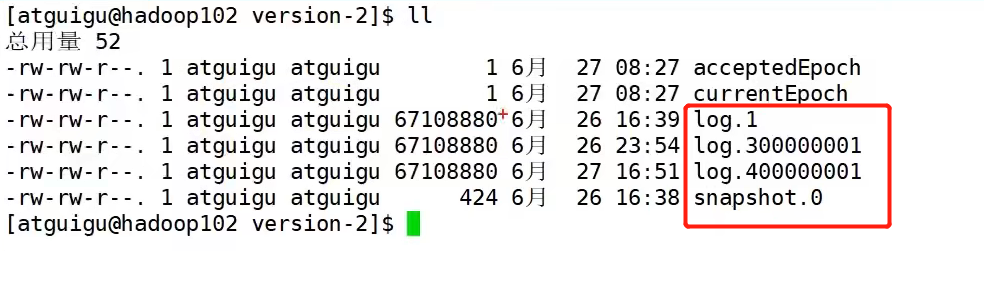 [atguigu@hadoop102 version-2]$ ll
总用量 52
-rw-rw-r--. 1 atguigu atguigu        1 6月  27 08:27 acceptedEpoch
-rw-rw-r--. 1 atguigu atguigu        1 6月  27 08:27 currentEpoch
-rw-rw-r--. 1 atguigu atguigu 67108880 6月  26 16:39 log.1
-rw-rw-r--. 1 atguigu atguigu 67108880 6月  26 23:54 log.300000001
-rw-rw-r--. 1 atguigu atguigu 67108880 6月  27 16:51 log.400000001
-rw-rw-r--. 1 atguigu atguigu      424 6月  26 16:38 snapshot.0
[atguigu@hadoop102 version-2]$